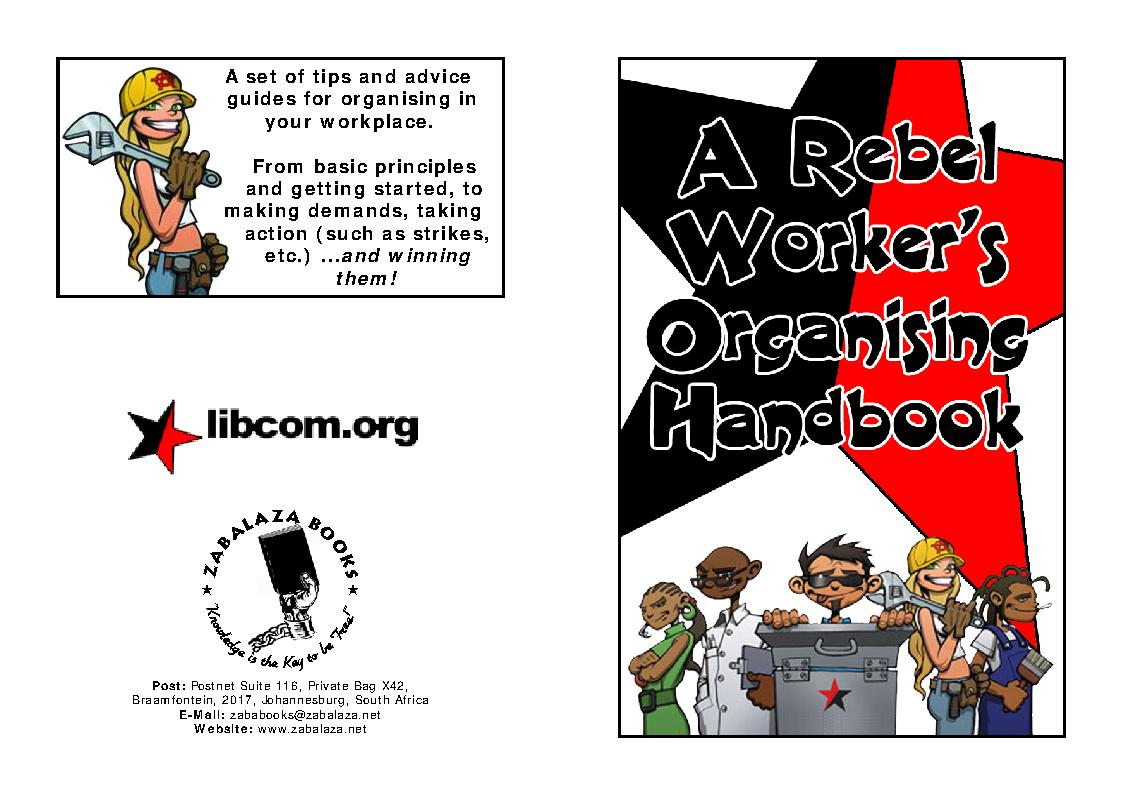 A set of tips and advice
guides for organising in
your workplace.
From basic principles
and getting started, to
making demands, taking
action (such as strikes,
etc.) ...and winning
them!
libcom.org
ZABALAZA BOOKS
"Knowledge is the Key to be Free!"
Post: Postnet Suite 116, Private Bag X42,
Braamfontein, 2017, Johannesburg, South Africa
E-Mail: zababooks@zabalaza.net
Website: www.zabalaza.net
A Rebel
Worker's
Organising
Handbook